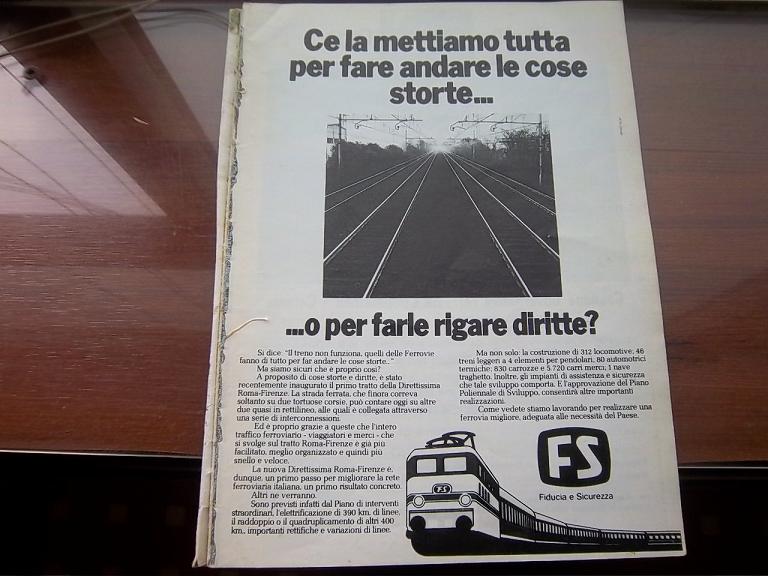 Ce la mettiamo tutta
per fare andare le cose
storte...
...o per farle rigare diritte?
Si dice: "Il treno non funziona, quelli delle Ferrovie
fanno di tutto per far andare le cose storte..."
Ma siamo sicuri che è proprio così?
A proposito di cose storte e diritte, è stato
recentemente inaugurato il primo tratto della Direttissima
Roma-Firenze. La strada ferrata, che finora correva
soltanto su due tortuose corsie, può contare oggi su altre
due quasi in rettilineo, alle quali è collegata attraverso
una serie di interconnessioni.
Ed è proprio grazie a queste che l'intero
traffico ferroviario - viaggiatori e merci - che
si svolge sul tratto Roma-Firenze è già più
facilitato, meglio organizzato e quindi più
snello e veloce.
La nuova Direttissima Roma-Firenze è,
dunque, un primo passo per migliorare la rete
ferroviaria italiana, un primo risultato concreto.
Altri ne verranno.
Sono previsti infatti dal Piano di interventi
straordinari, l'elettrificazione di 390 km. di linee,
il raddoppio o il quadruplicamento di altri 400
km., importanti rettifiche e variazioni di linee.
Ma non solo: la costruzione di 312 locomotive; 46
treni leggeri a 4 elementi per pendolari, 80 automotrici
termiche; 830 carrozze e 5.720 carri merci; 1 nave
traghetto. Inoltre, gli impianti di assistenza e sicurezza
che tale sviluppo comporta. E l'approvazione del Piano
Poliennale di Sviluppo, consentirà altre importanti
realizzazioni.
Come vedete stiamo lavorando per realizzare una
ferrovia migliore, adeguata alle necessità del Paese.
FS
Fiducia e Sicurezza
FS